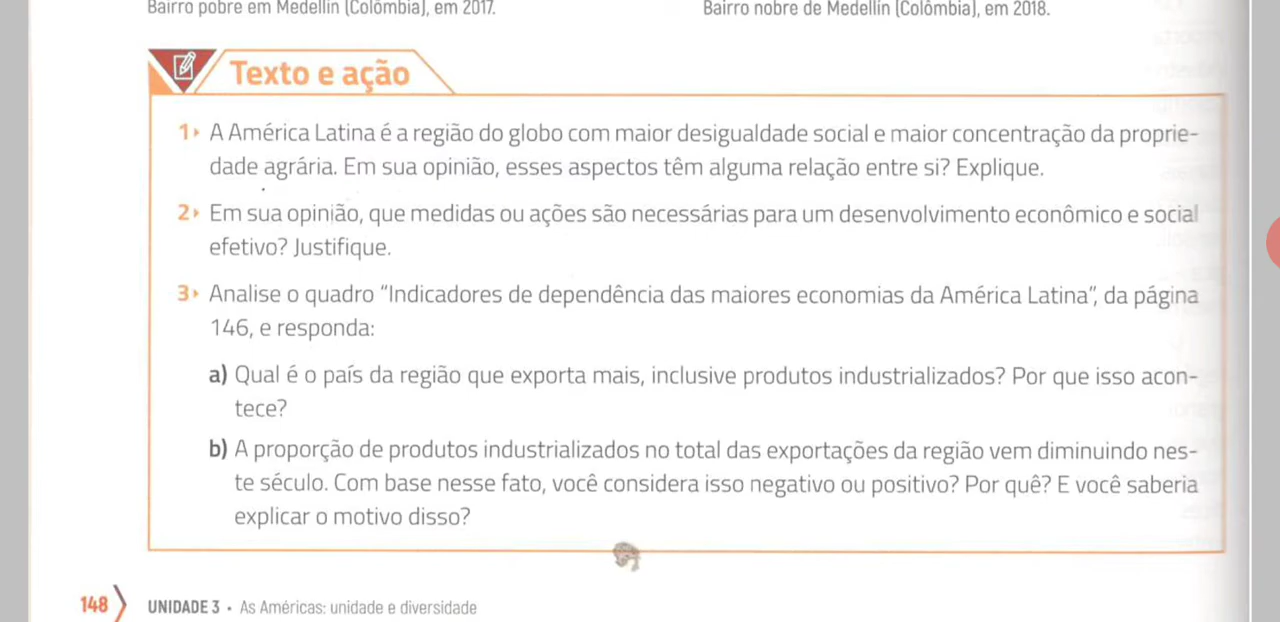 Bairro pobre em Medellín (Colômbia), em 2017.
Bairro nobre de Medellín (Colômbia), em 2018.
Texto e ação
1 A América Latina é a região do globo com maior desigualdade social e maior concentração da proprie-
dade agrária. Em sua opinião, esses aspectos têm alguma relação entre si? Explique.
2 Em sua opinião, que medidas ou ações são necessárias para um desenvolvimento econômico e social
efetivo? Justifique.
3 Analise o quadro “Indicadores de dependência das maiores economias da América Latina”, da página
146, e responda:
a) Qual é o país da região que exporta mais, inclusive produtos industrializados? Por que isso acon-
tece?
b) A proporção de produtos industrializados no total das exportações da região vem diminuindo nes-
te século. Com base nesse fato, você considera isso negativo ou positivo? Por quê? E você saberia
explicar o motivo disso?
148 UNIDADE 3 • As Américas: unidade e diversidade